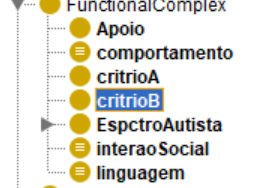 FunctionalComplex
Apoio
comportamento
critrioA
critrioB
EspctroAutista
interaoSocial
linguagem